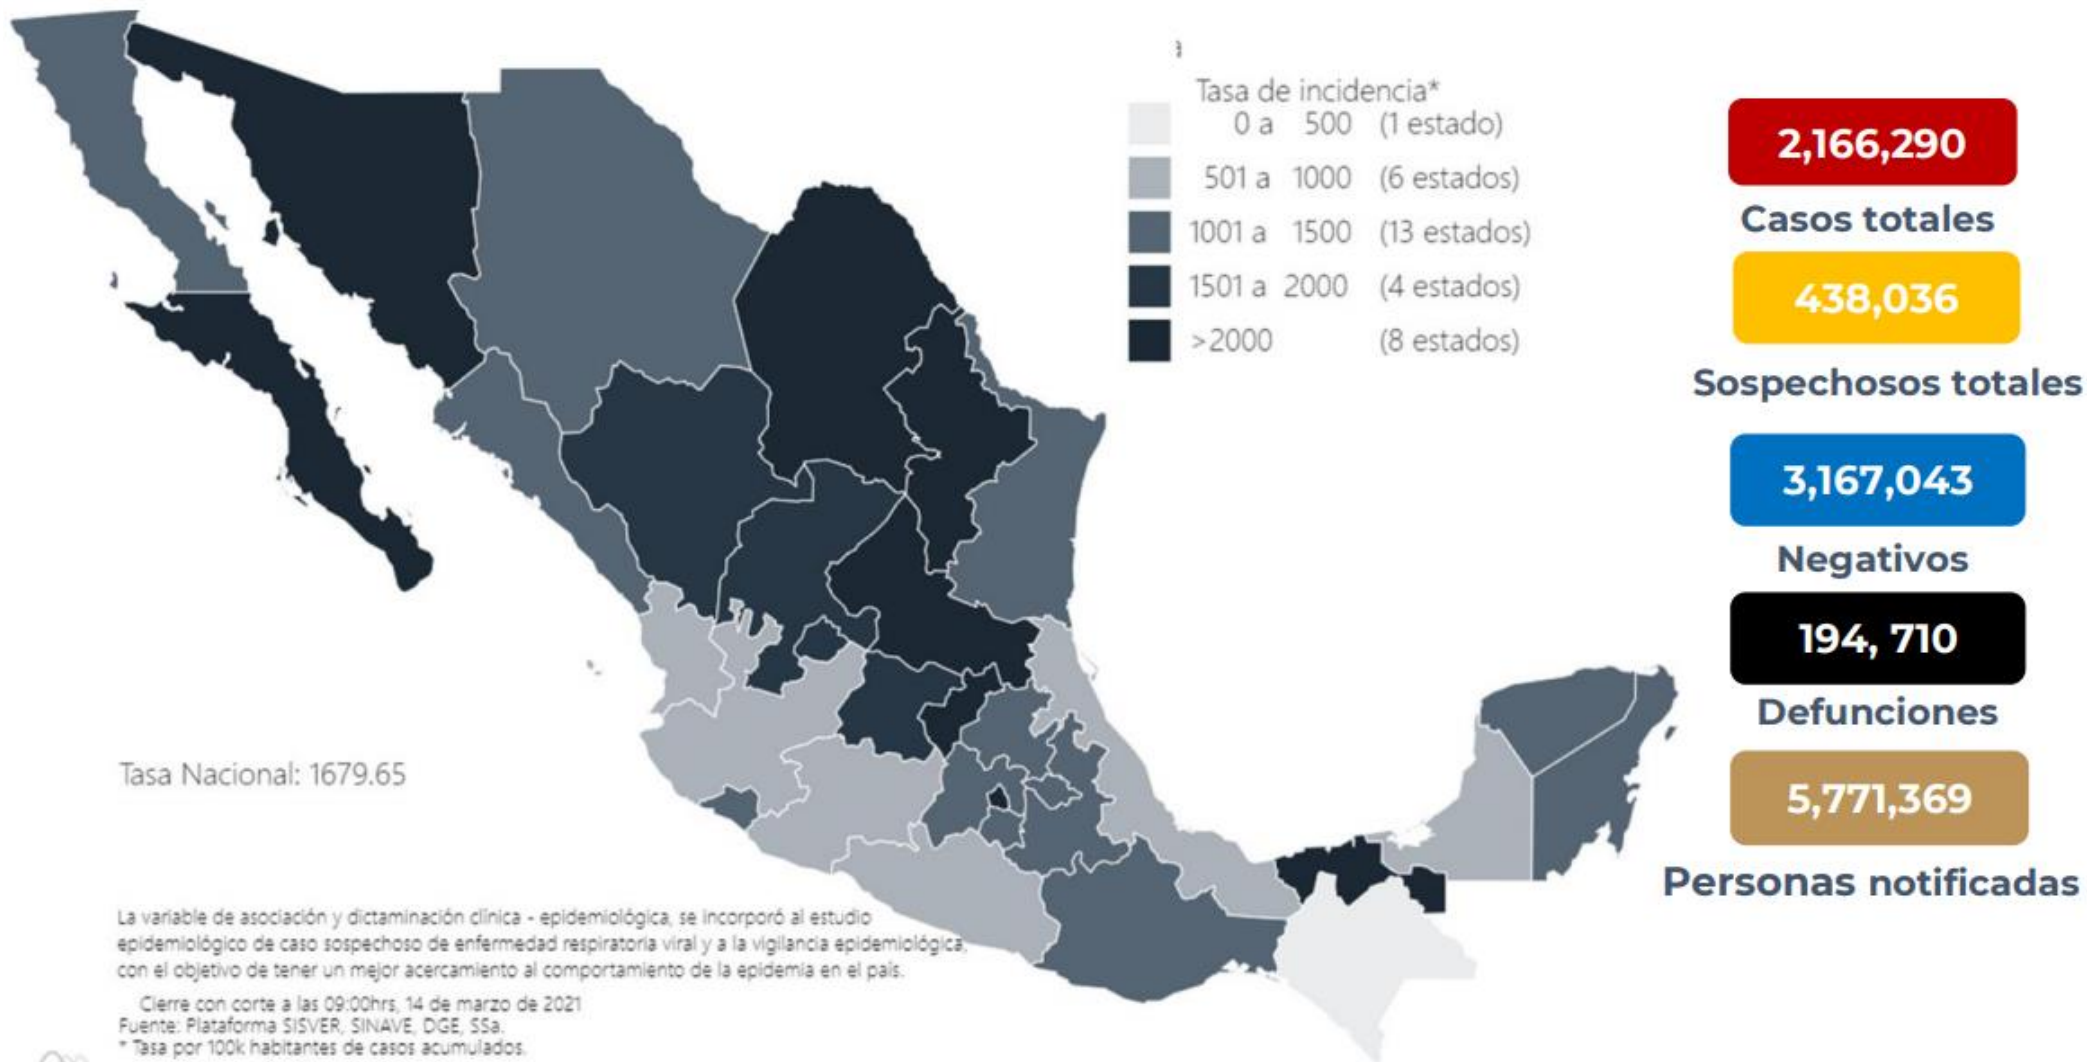 Tasa de incidencia*
0 a 500 (1 estado)
501 a 1000 (6 estados)
1001 a 1500 (13 estados)
1501 a 2000 (4 estados)
>2000 (8 estados)
2,166,290
Casos totales
438,036
Sospechosos totales
3,167,043
Negativos
194, 710
Defunciones
5,771,369
Personas notificadas
Tasa Nacional: 1679.65
La variable de asociación y dictaminación clínica - epidemiológica, se incorporó al estudio
epidemiológico de caso sospechoso de enfermedad respiratoria viral y a la vigilancia epidemiológica,
con el objetivo de tener un mejor acercamiento al comportamiento de la epidemia en el país.
Cierre con corte a las 09:00hrs, 14 de marzo de 2021
Fuente: Plataforma SISVER, SINAVE, DGE, SSa.
* Tasa por 100k habitantes de casos acumulados.